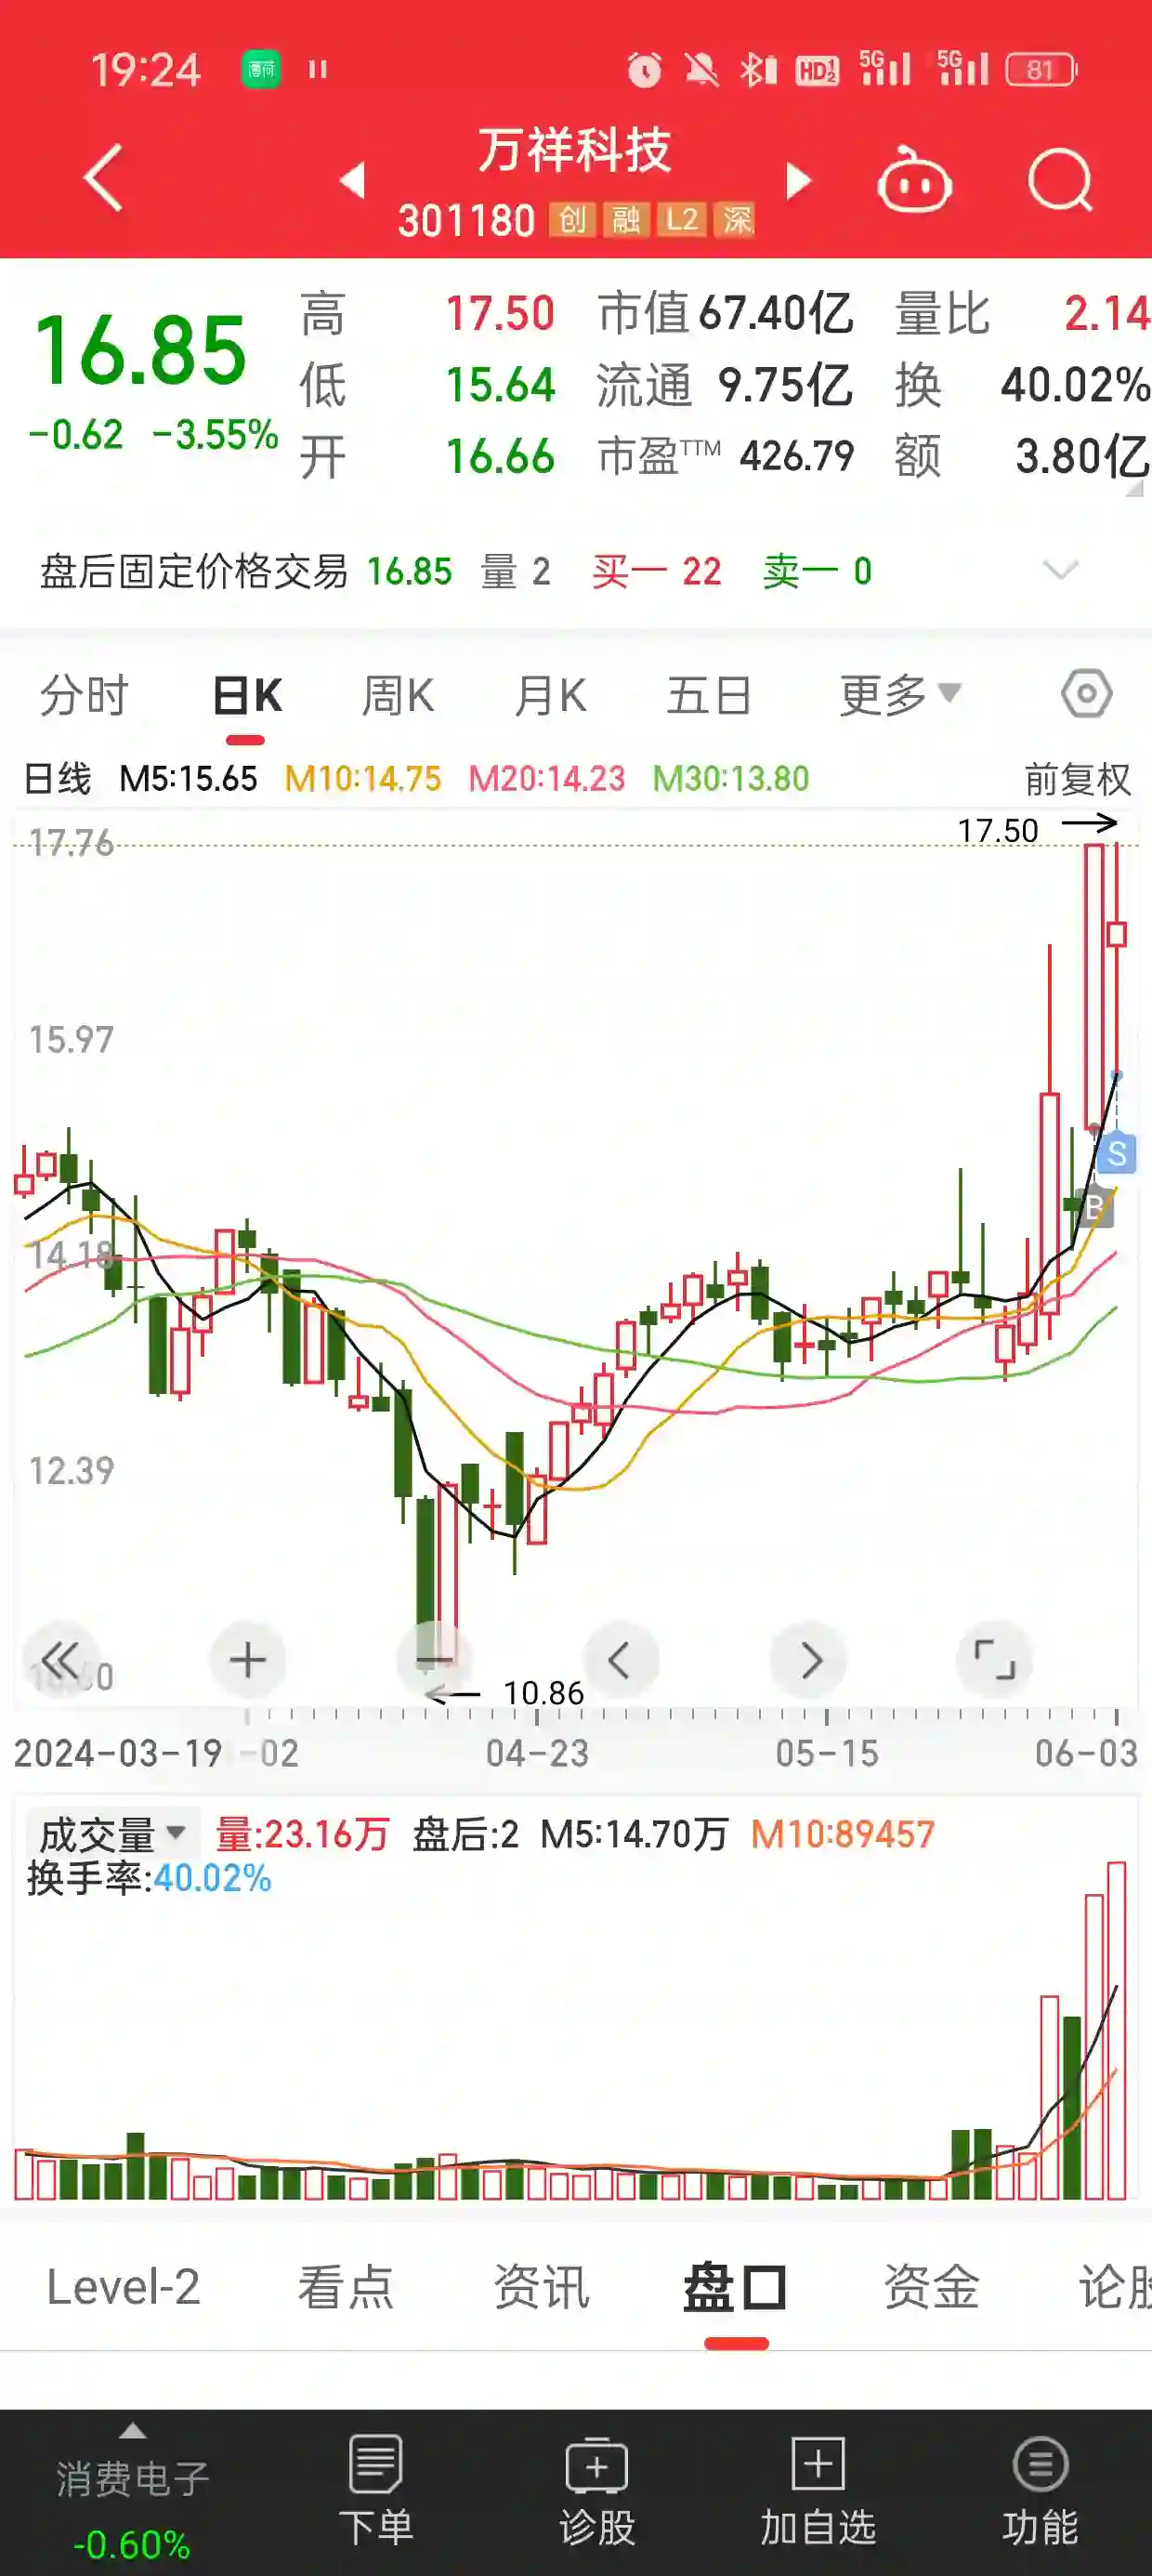 19:24 薄荷 HD 1 2 5G 5G 81
万祥科技
301180 创 融 L2 深
16.85
-0.62 -3.55%
高 17.50 市值 67.40亿 量比 2.14
低 15.64 流通 9.75亿 换 40.02%
开 16.66 市盈TTM 426.79 额 3.80亿
盘后固定价格交易 16.85 量 2 买一 22 卖一 0
分时 日K 周K 月K 五日 更多
日线 M5:15.65 M10:14.75 M20:14.23 M30:13.80 前复权
17.76
17.50
15.97
S
B
14.18
12.39
10.86
2024-03-19 -02 04-23 05-15 06-03
成交量 量:23.16万 盘后:2 M5:14.70万 M10:89457
换手率:40.02%
Level-2 看点 资讯 盘口 资金 论股
消费电子
-0.60%
下单 诊股 加自选 功能